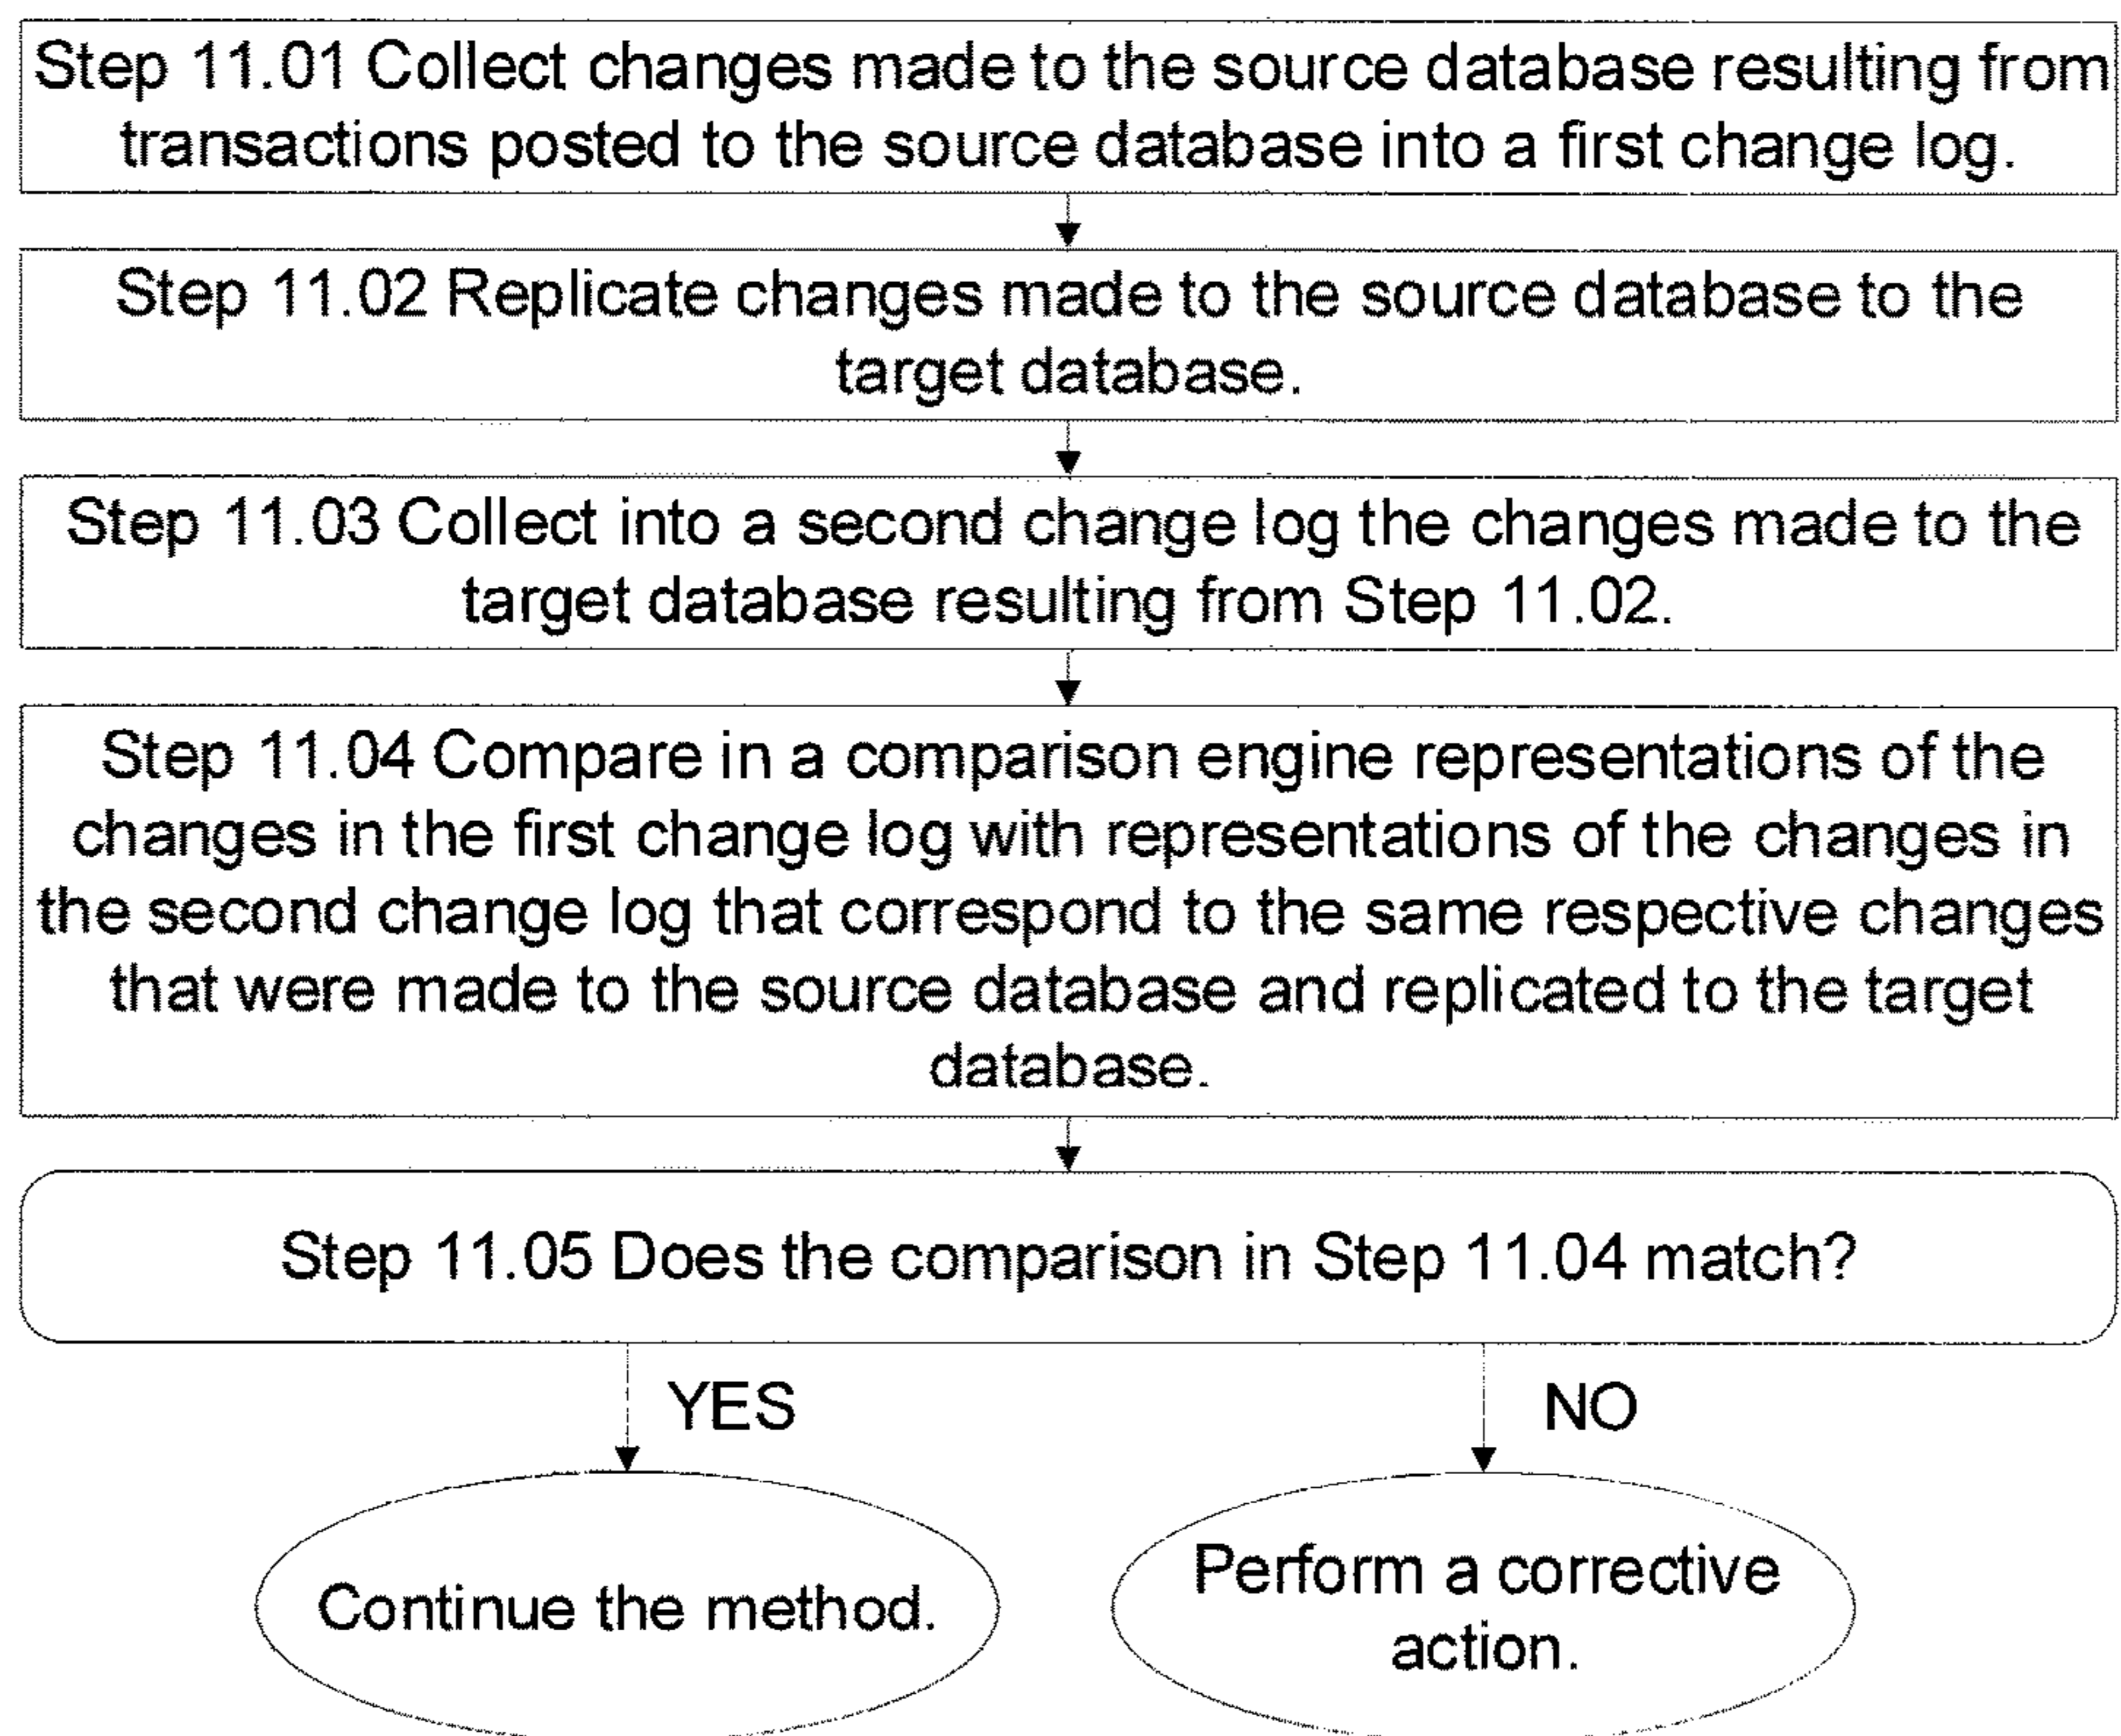 Step 11.01 Collect changes made to the source database resulting from
transactions posted to the source database into a first change log.
Step 11.02 Replicate changes made to the source database to the
target database.
Step 11.03 Collect into a second change log the changes made to the
target database resulting from Step 11.02.
Step 11.04 Compare in a comparison engine representations of the
changes in the first change log with representations of the changes in
the second change log that correspond to the same respective changes
that were made to the source database and replicated to the target
database.
Step 11.05 Does the comparison in Step 11.04 match?
YES
NO
Continue the method.
Perform a corrective
action.